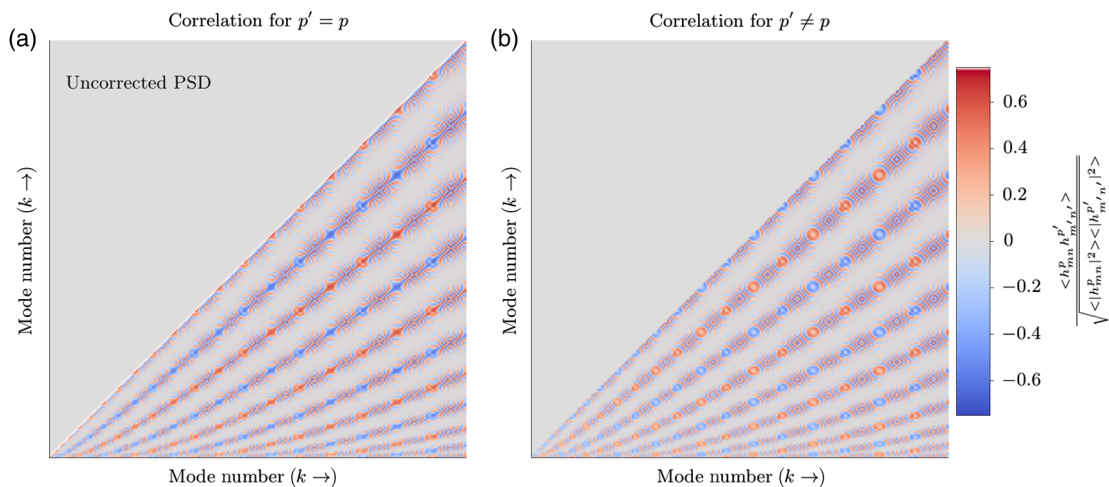 Correlation for p′ = p
Correlation for p′ ≠ p
(a)
(b)
Uncorrected PSD
Mode number (k →)
Mode number (k →)
Mode number (k →)
Mode number (k →)
0.6
0.4
0.2
0
−0.2
−0.4
−0.6
<h^p_{mn} h^{p′}_{m′n′}>
√<|h^p_{mn}|²><|h^{p′}_{m′n′}|²>